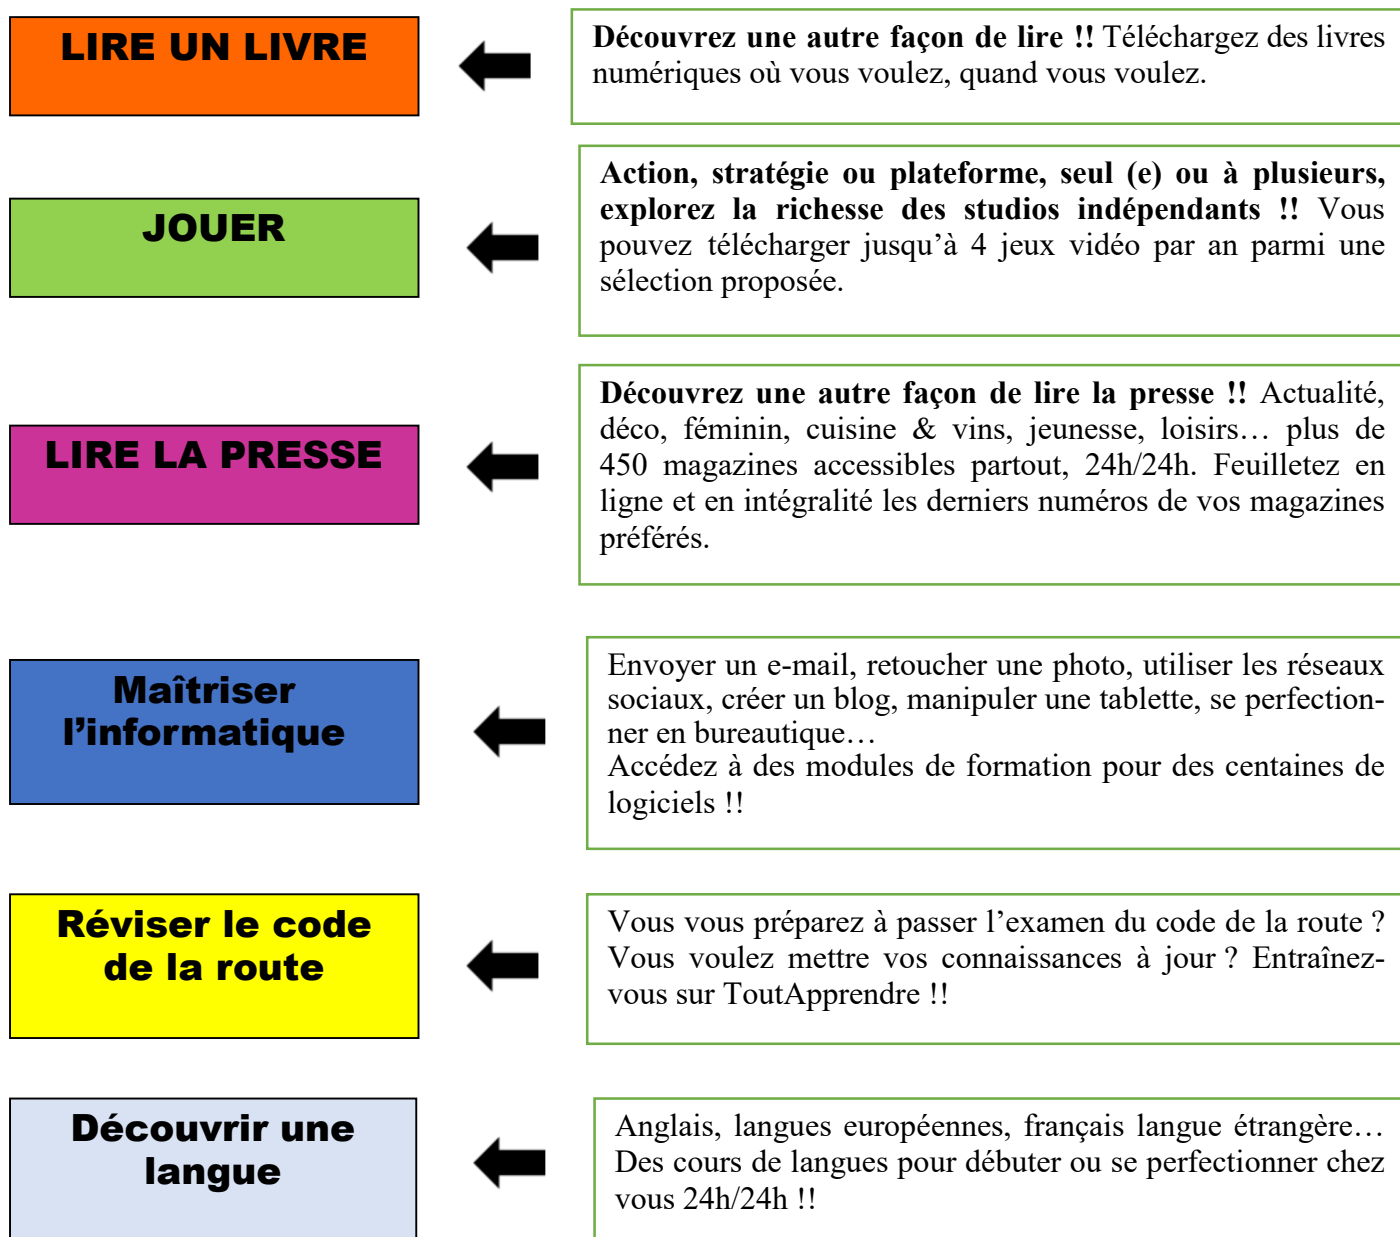 LIRE UN LIVRE
Découvrez une autre façon de lire !! Téléchargez des livres
numériques où vous voulez, quand vous voulez.
JOUER
Action, stratégie ou plateforme, seul (e) ou à plusieurs,
explorez la richesse des studios indépendants !! Vous
pouvez télécharger jusqu’à 4 jeux vidéo par an parmi une
sélection proposée.
LIRE LA PRESSE
Découvrez une autre façon de lire la presse !! Actualité,
déco, féminin, cuisine & vins, jeunesse, loisirs… plus de
450 magazines accessibles partout, 24h/24h. Feuilletez en
ligne et en intégralité les derniers numéros de vos magazines
préférés.
Maîtriser
l’informatique
Envoyer un e-mail, retoucher une photo, utiliser les réseaux
sociaux, créer un blog, manipuler une tablette, se perfection-
ner en bureautique…
Accédez à des modules de formation pour des centaines de
logiciels !!
Réviser le code
de la route
Vous vous préparez à passer l’examen du code de la route ?
Vous voulez mettre vos connaissances à jour ? Entraînez-
vous sur ToutApprendre !!
Découvrir une
langue
Anglais, langues européennes, français langue étrangère…
Des cours de langues pour débuter ou se perfectionner chez
vous 24h/24h !!